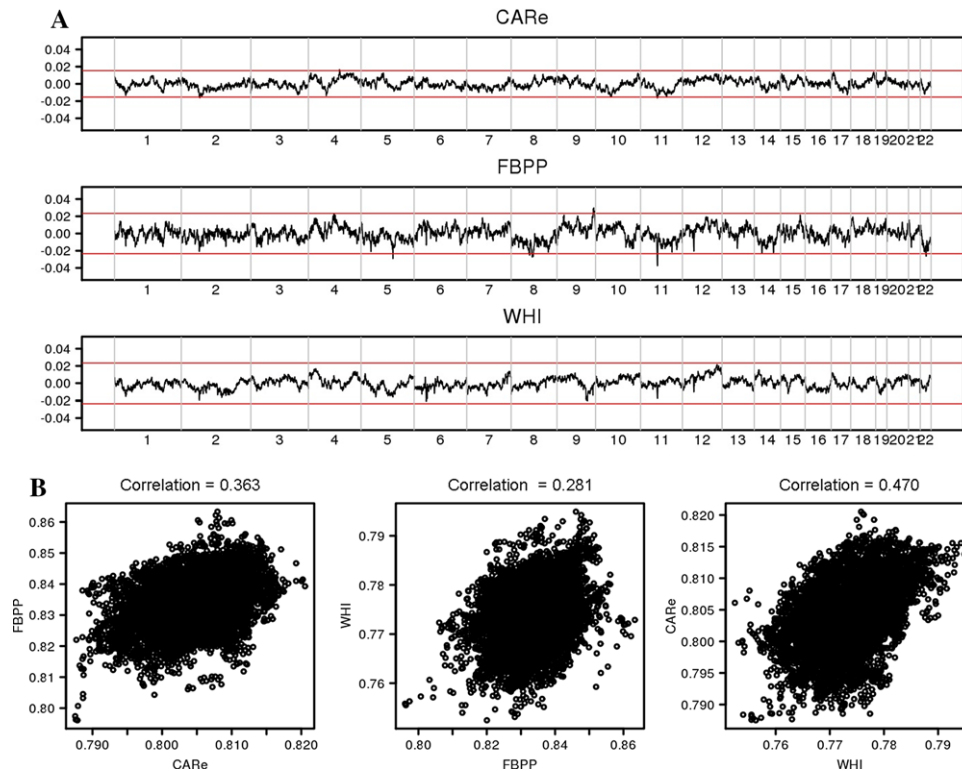 A
CARe
0.04
0.02
0.00
-0.02
-0.04
1 2 3 4 5 6 7 8 9 10 11 12 13 14 15 16 17 18 19 20 21 22
FBPP
0.04
0.02
0.00
-0.02
-0.04
1 2 3 4 5 6 7 8 9 10 11 12 13 14 15 16 17 18 19 20 21 22
WHI
0.04
0.02
0.00
-0.02
-0.04
1 2 3 4 5 6 7 8 9 10 11 12 13 14 15 16 17 18 19 20 21 22
B
Correlation = 0.363
0.86
0.85
0.84
0.83
0.82
0.81
0.80
FBPP
0.790 0.800 0.810 0.820
CARe
Correlation = 0.281
0.79
0.78
0.77
0.76
WHI
0.80 0.82 0.84 0.86
FBPP
Correlation = 0.470
0.820
0.815
0.810
0.805
0.800
0.795
0.790
CARe
0.76 0.77 0.78 0.79
WHI